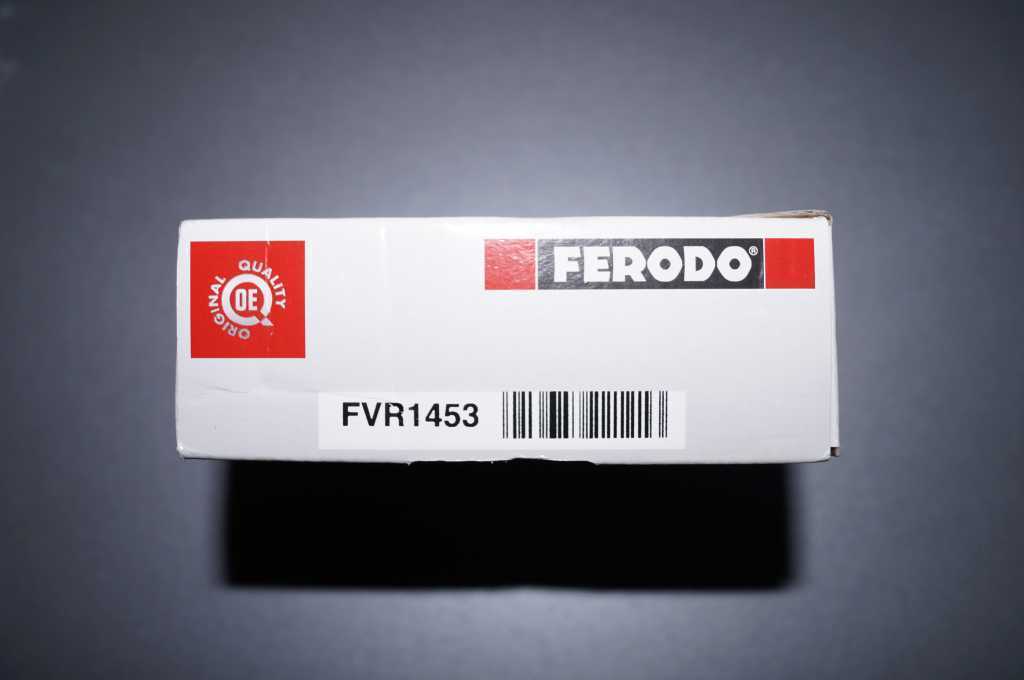 ORIGINAL QUALITY
OE
FERODO®
FVR1453